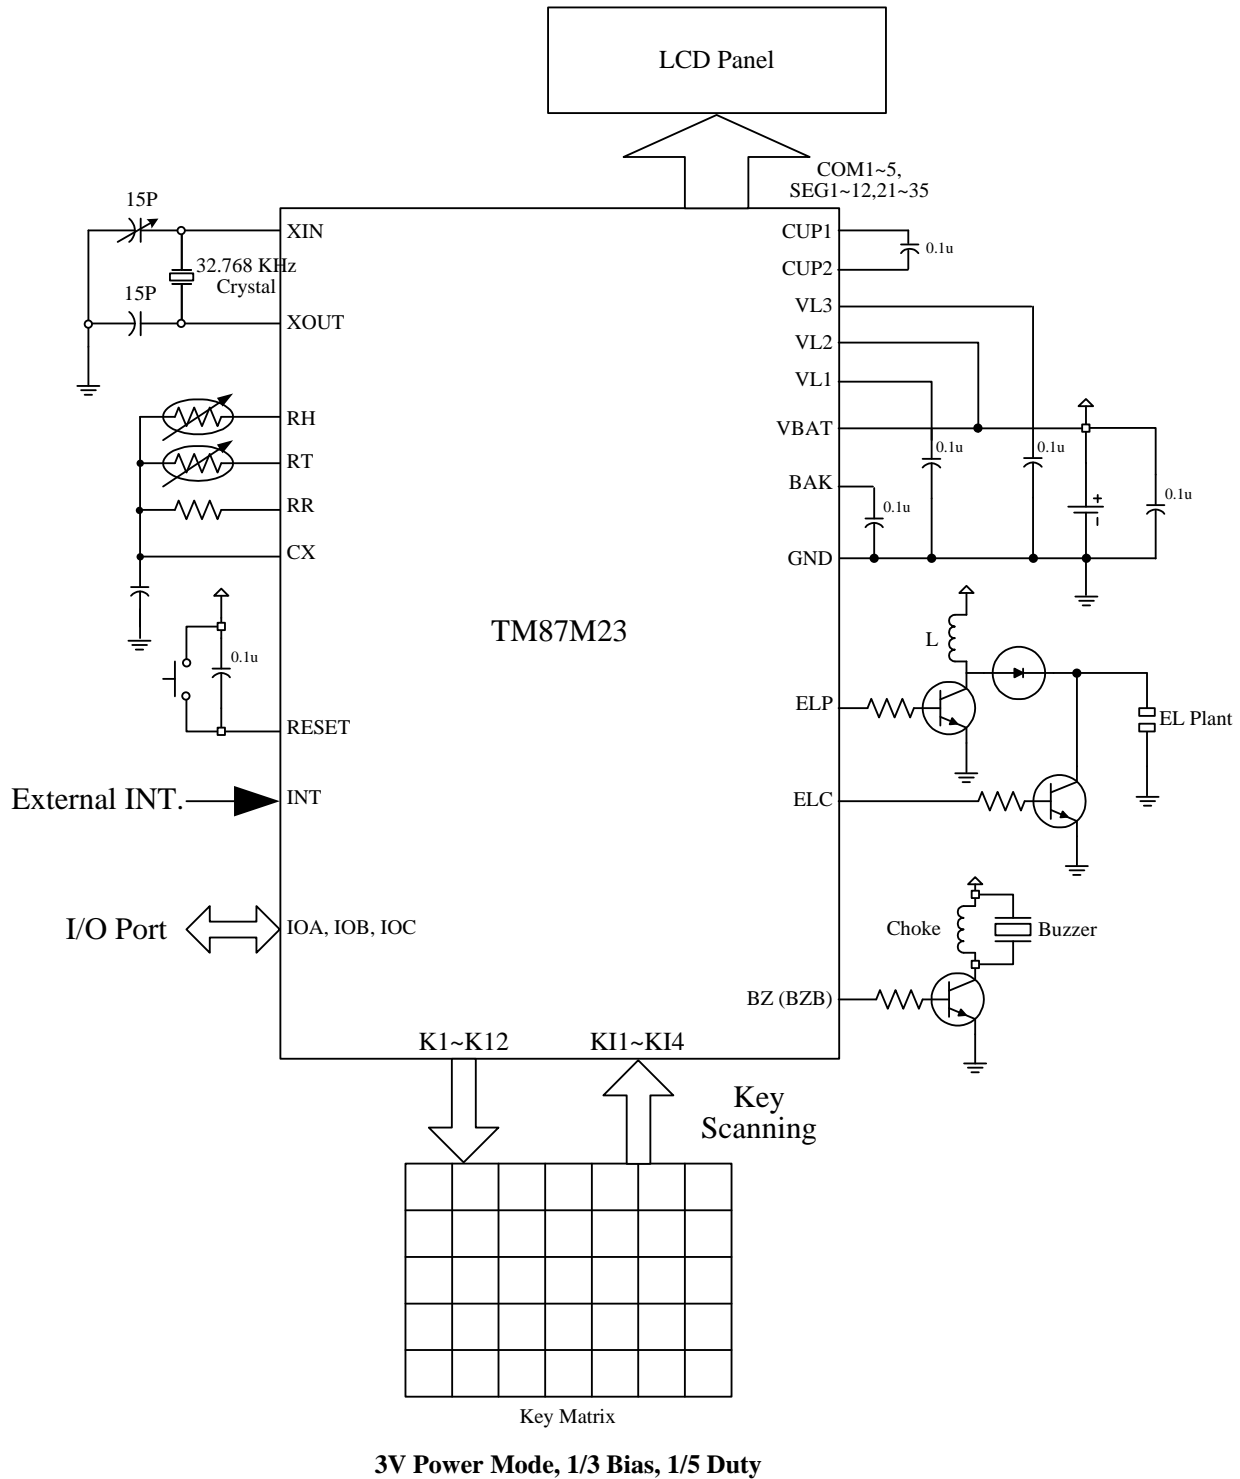 LCD Panel
COM1~5,
SEG1~12,21~35
15P
XIN
CUP1
0.1u
32.768 KHz
Crystal
CUP2
15P
VL3
XOUT
VL2
VL1
RH
VBAT
0.1u
0.1u
RT
BAK
0.1u
+
0.1u
RR
CX
GND
TM87M23
L
0.1u
ELP
EL Plant
RESET
External INT.
INT
ELC
I/O Port
IOA, IOB, IOC
Choke
Buzzer
BZ (BZB)
K1~K12
KI1~KI4
Key
Scanning
Key Matrix
3V Power Mode, 1/3 Bias, 1/5 Duty